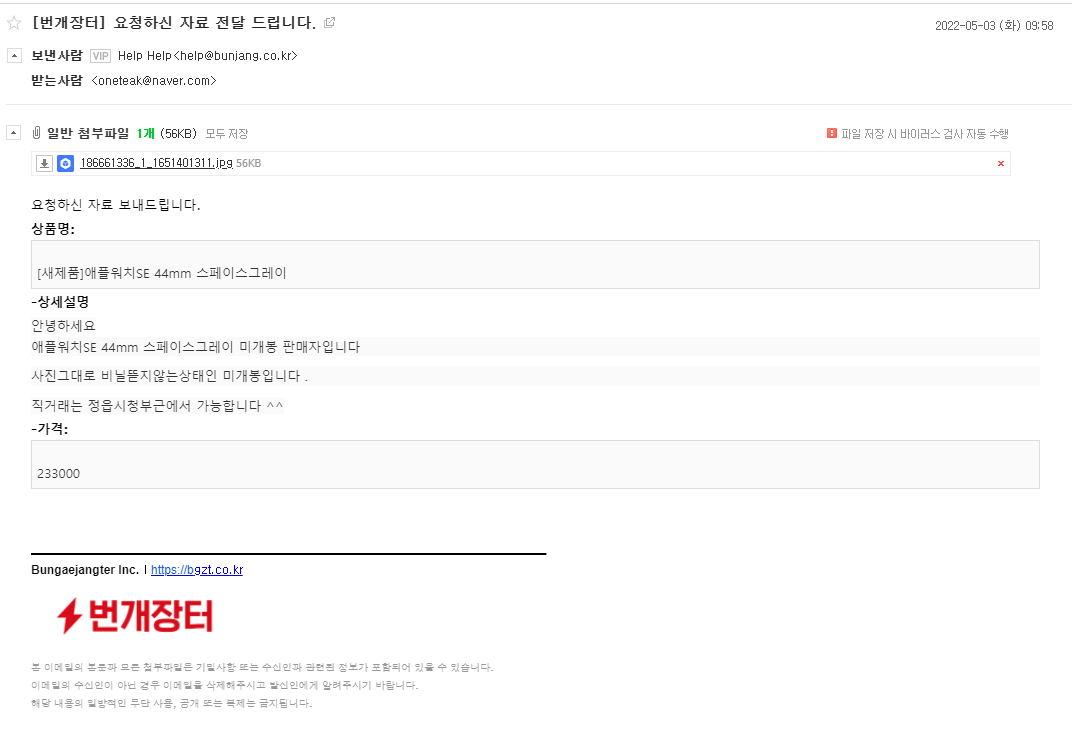 [번개장터] 요청하신 자료 전달 드립니다.
2022-05-03 (화) 09:58
보낸사람 VIP Help Help<help@bunjang.co.kr>
받는사람 <oneteak@naver.com>
일반 첨부파일 1개 (56KB) 모두 저장
파일 저장 시 바이러스 검사 자동 수행
186661336_1_1651401311.jpg 56KB
요청하신 자료 보내드립니다.
상품명:
[새제품]애플워치SE 44mm 스페이스그레이
-상세설명
안녕하세요
애플워치SE 44mm 스페이스그레이 미개봉 판매자입니다
사진그대로 비닐뜯지않는상태인 미개봉입니다 .
직거래는 정읍시청부근에서 가능합니다 ^^
-가격:
233000
Bungaejangter Inc. I https://bgzt.co.kr
번개장터
본 이메일의 본문과 모든 첨부파일은 기밀사항 또는 수신인과 관련된 정보가 포함되어 있을 수 있습니다.
이메일의 수신인이 아닌 경우 이메일을 삭제해주시고 발신인에게 알려주시기 바랍니다.
해당 내용의 일방적인 무단 사용, 공개 또는 복제는 금지됩니다.